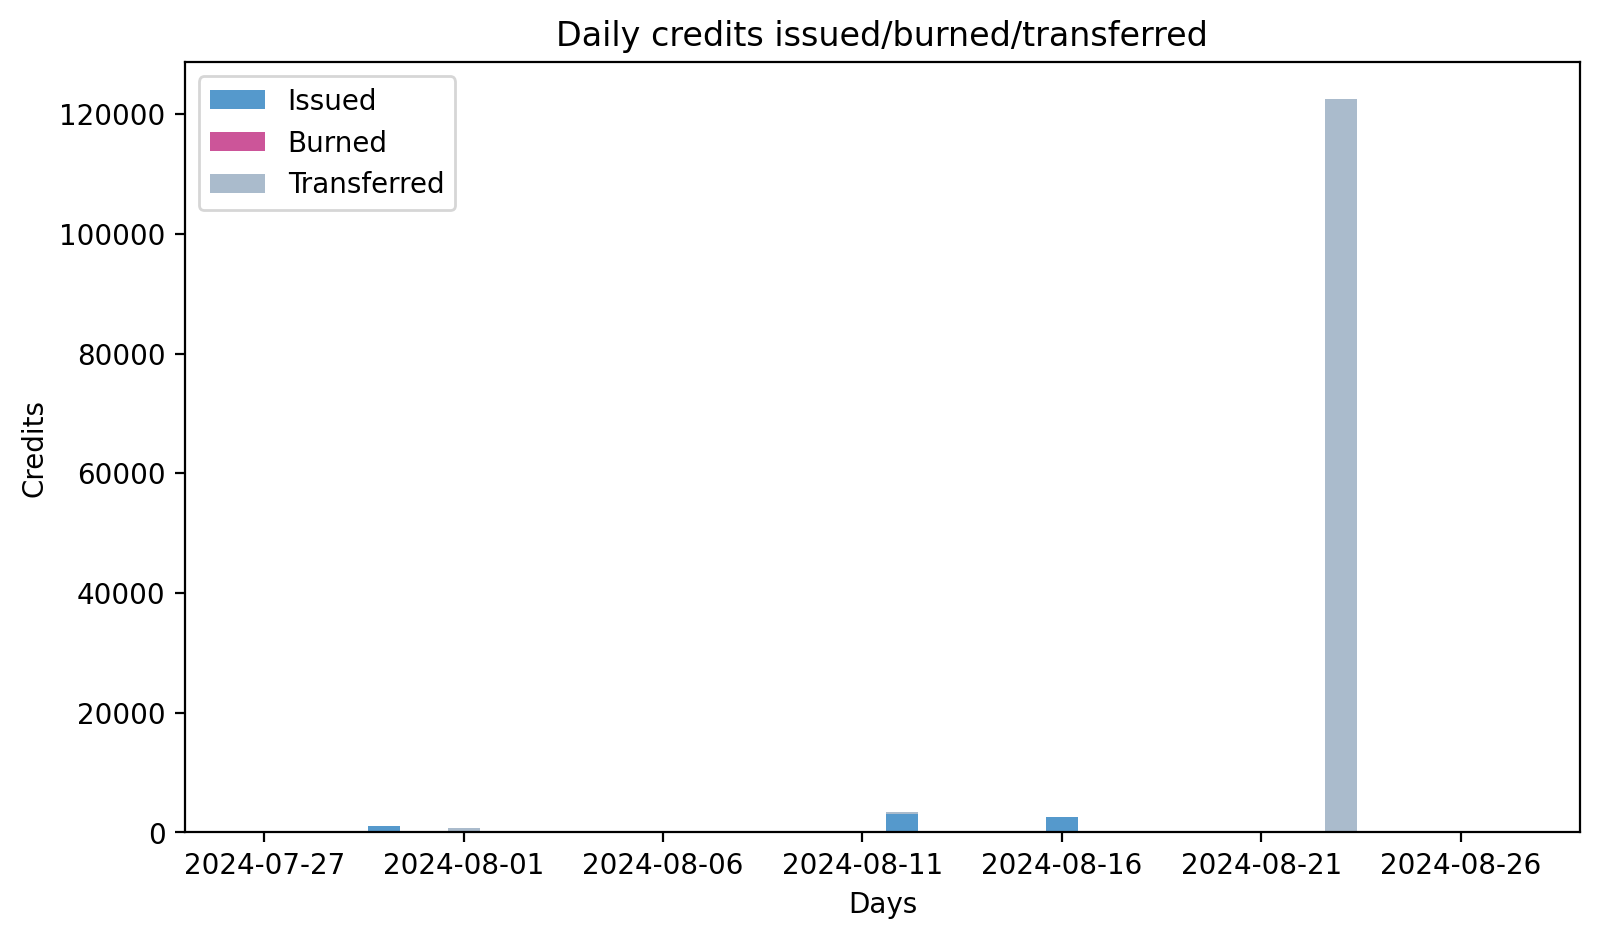 Daily credits issued/burned/transferred
Issued
Burned
Transferred
120000
100000
80000
60000
40000
20000
0
Credits
2024-07-27 2024-08-01 2024-08-06 2024-08-11 2024-08-16 2024-08-21 2024-08-26
Days